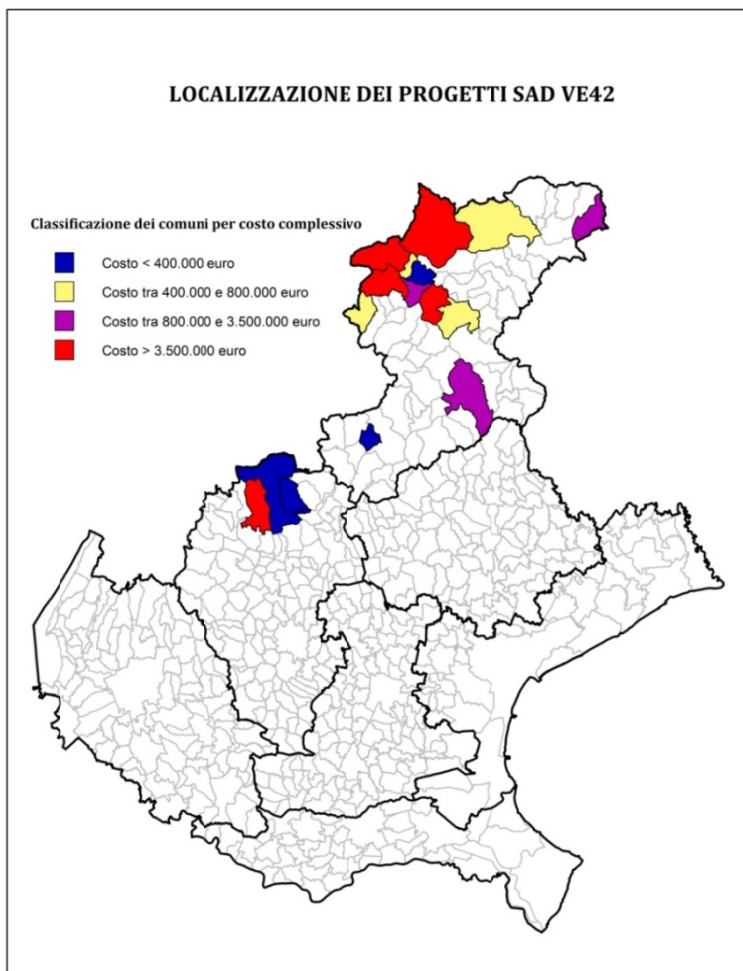 LOCALIZZAZIONE DEI PROGETTI SAD VE42
Classificazione dei comuni per costo complessivo
Costo < 400.000 euro
Costo tra 400.000 e 800.000 euro
Costo tra 800.000 e 3.500.000 euro
Costo > 3.500.000 euro